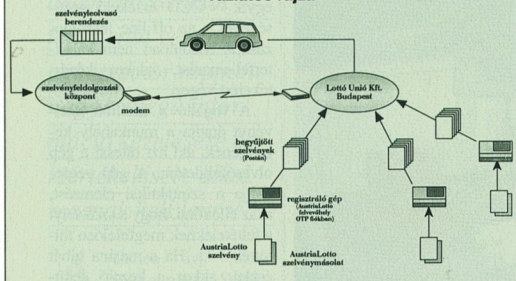 szelvényleolvasó
berendezés
szelvényfeldolgozási
központ
modem
Lottó Unió Kft.
Budapest
begyűjtött
szelvények
(Postán)
regisztráló gép
(AustriaLotto
felvevőhely
OTP fiókban)
AustriaLotto
szelvény
AustriaLotto
szelvénymásolat